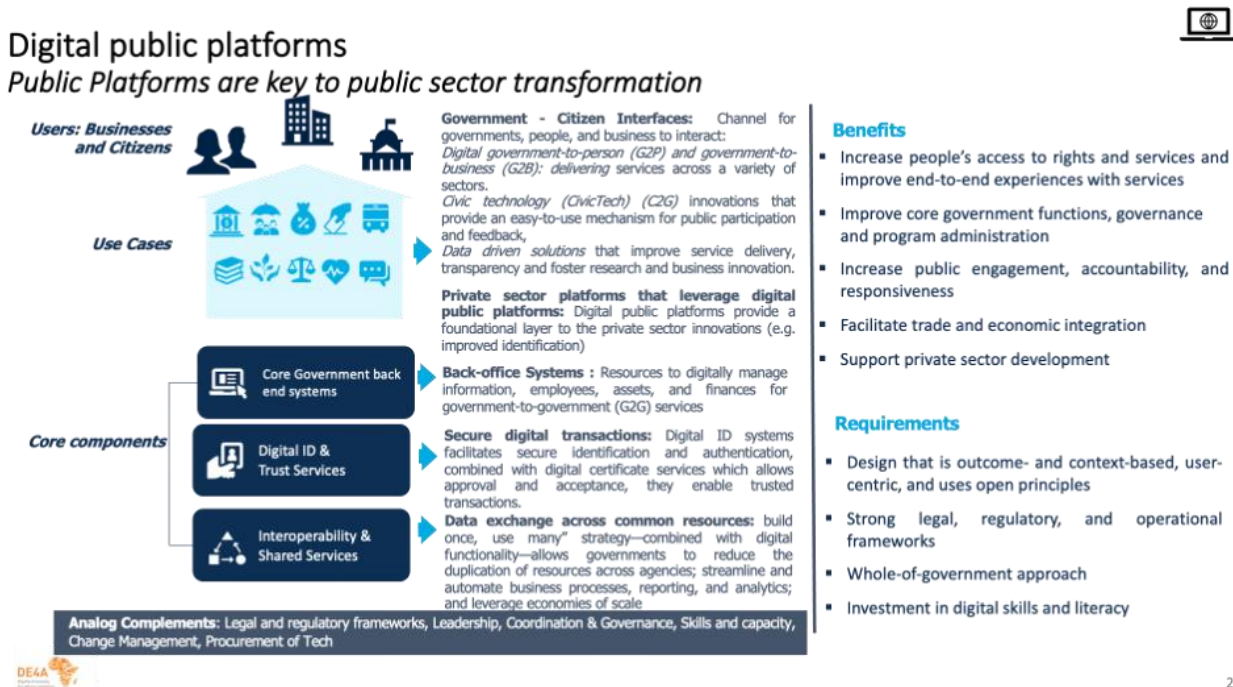 Digital public platforms
Public Platforms are key to public sector transformation
Users: Businesses
and Citizens
Use Cases
Government - Citizen Interfaces: Channel for
governments, people, and business to interact:
Digital government-to-person (G2P) and government-to-
business (G2B): delivering services across a variety of
sectors.
Civic technology (CivicTech) (C2G) innovations that
provide an easy-to-use mechanism for public participation
and feedback,
Data driven solutions that improve service delivery,
transparency and foster research and business innovation.
Private sector platforms that leverage digital
public platforms: Digital public platforms provide a
foundational layer to the private sector innovations (e.g.
improved identification)
Core components
Core Government back
end systems
Back-office Systems : Resources to digitally manage
information, employees, assets, and finances for
government-to-government (G2G) services
Digital ID &
Trust Services
Secure digital transactions: Digital ID systems
facilitates secure identification and authentication,
combined with digital certificate services which allows
approval and acceptance, they enable trusted
transactions.
Interoperability &
Shared Services
Data exchange across common resources: build
once, use many” strategy—combined with digital
functionality—allows governments to reduce the
duplication of resources across agencies; streamline and
automate business processes, reporting, and analytics;
and leverage economies of scale
Analog Complements: Legal and regulatory frameworks, Leadership, Coordination & Governance, Skills and capacity,
Change Management, Procurement of Tech
Benefits
▪ Increase people’s access to rights and services and
improve end-to-end experiences with services
▪ Improve core government functions, governance
and program administration
▪ Increase public engagement, accountability, and
responsiveness
▪ Facilitate trade and economic integration
▪ Support private sector development
Requirements
▪ Design that is outcome- and context-based, user-
centric, and uses open principles
▪ Strong legal, regulatory, and operational
frameworks
▪ Whole-of-government approach
▪ Investment in digital skills and literacy
DE4A
2